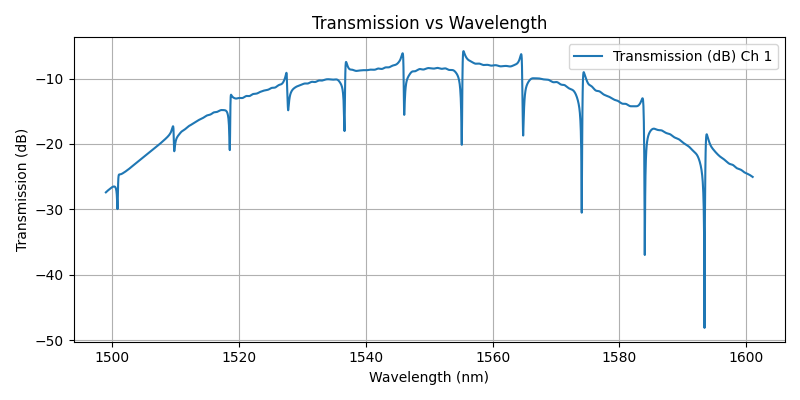 Transmission vs Wavelength
Transmission (dB) Ch 1
Transmission (dB)
−10
−20
−30
−40
−50
1500 1520 1540 1560 1580 1600
Wavelength (nm)